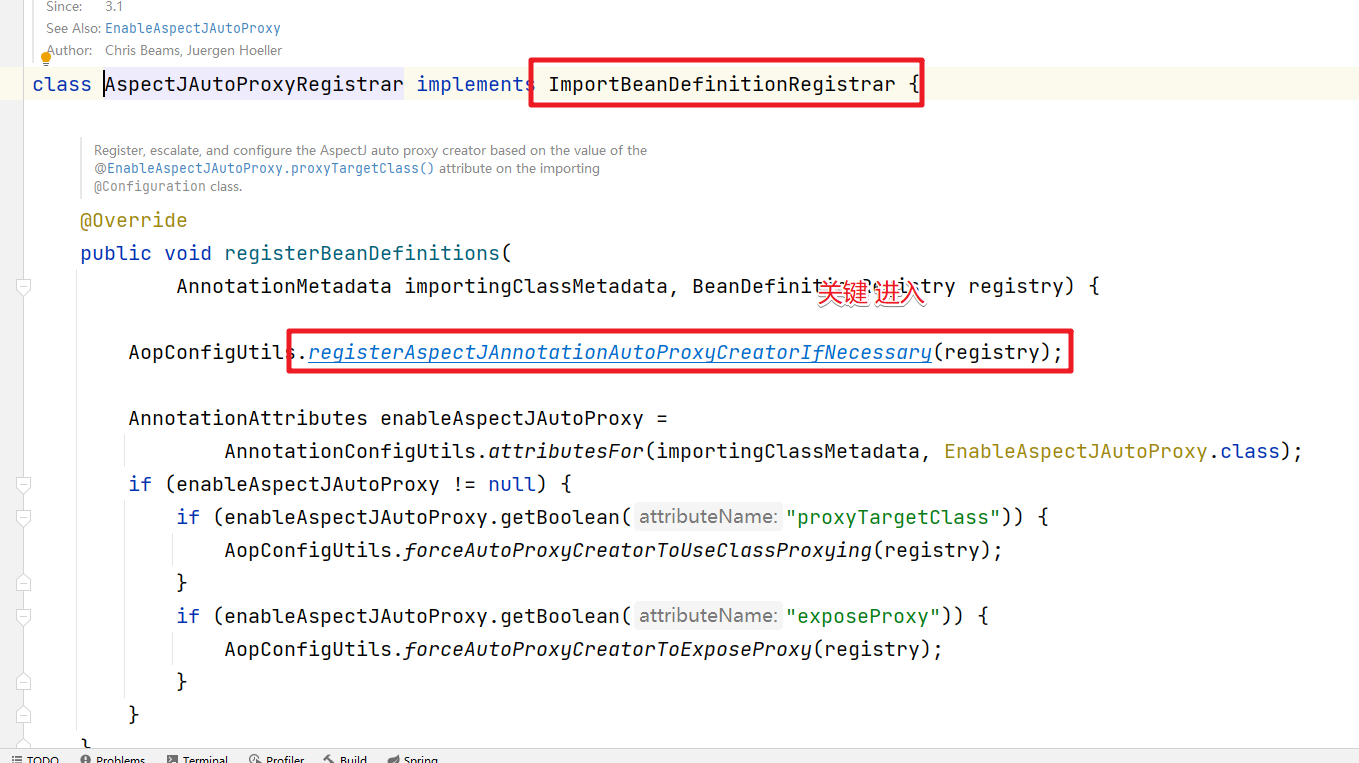 Since: 3.1
See Also: EnableAspectJAutoProxy
Author: Chris Beams, Juergen Hoeller
class AspectJAutoProxyRegistrar implements ImportBeanDefinitionRegistrar {
Register, escalate, and configure the AspectJ auto proxy creator based on the value of the
@EnableAspectJAutoProxy.proxyTargetClass() attribute on the importing
@Configuration class.
@Override
public void registerBeanDefinitions(
AnnotationMetadata importingClassMetadata, BeanDefinitionRegistry registry) {
关键 进入
AopConfigUtils.registerAspectJAnnotationAutoProxyCreatorIfNecessary(registry);
AnnotationAttributes enableAspectJAutoProxy =
AnnotationConfigUtils.attributesFor(importingClassMetadata, EnableAspectJAutoProxy.class);
if (enableAspectJAutoProxy != null) {
if (enableAspectJAutoProxy.getBoolean( attributeName: "proxyTargetClass")) {
AopConfigUtils.forceAutoProxyCreatorToUseClassProxying(registry);
}
if (enableAspectJAutoProxy.getBoolean( attributeName: "exposeProxy")) {
AopConfigUtils.forceAutoProxyCreatorToExposeProxy(registry);
}
}
}
TODO Problems Terminal Profiler Build Spring